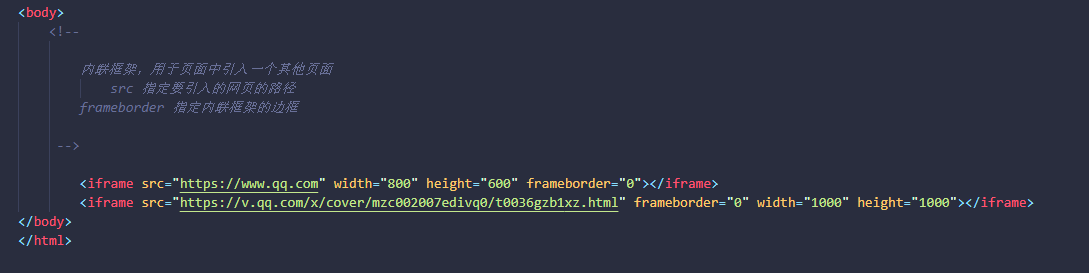 <body>
<!--
内联框架，用于页面中引入一个其他页面
src 指定要引入的网页的路径
frameborder 指定内联框架的边框
-->
<iframe src="https://www.qq.com" width="800" height="600" frameborder="0"></iframe>
<iframe src="https://v.qq.com/x/cover/mzc002007edivq0/t0036gzb1xz.html" frameborder="0" width="1000" height="1000"></iframe>
</body>
</html>